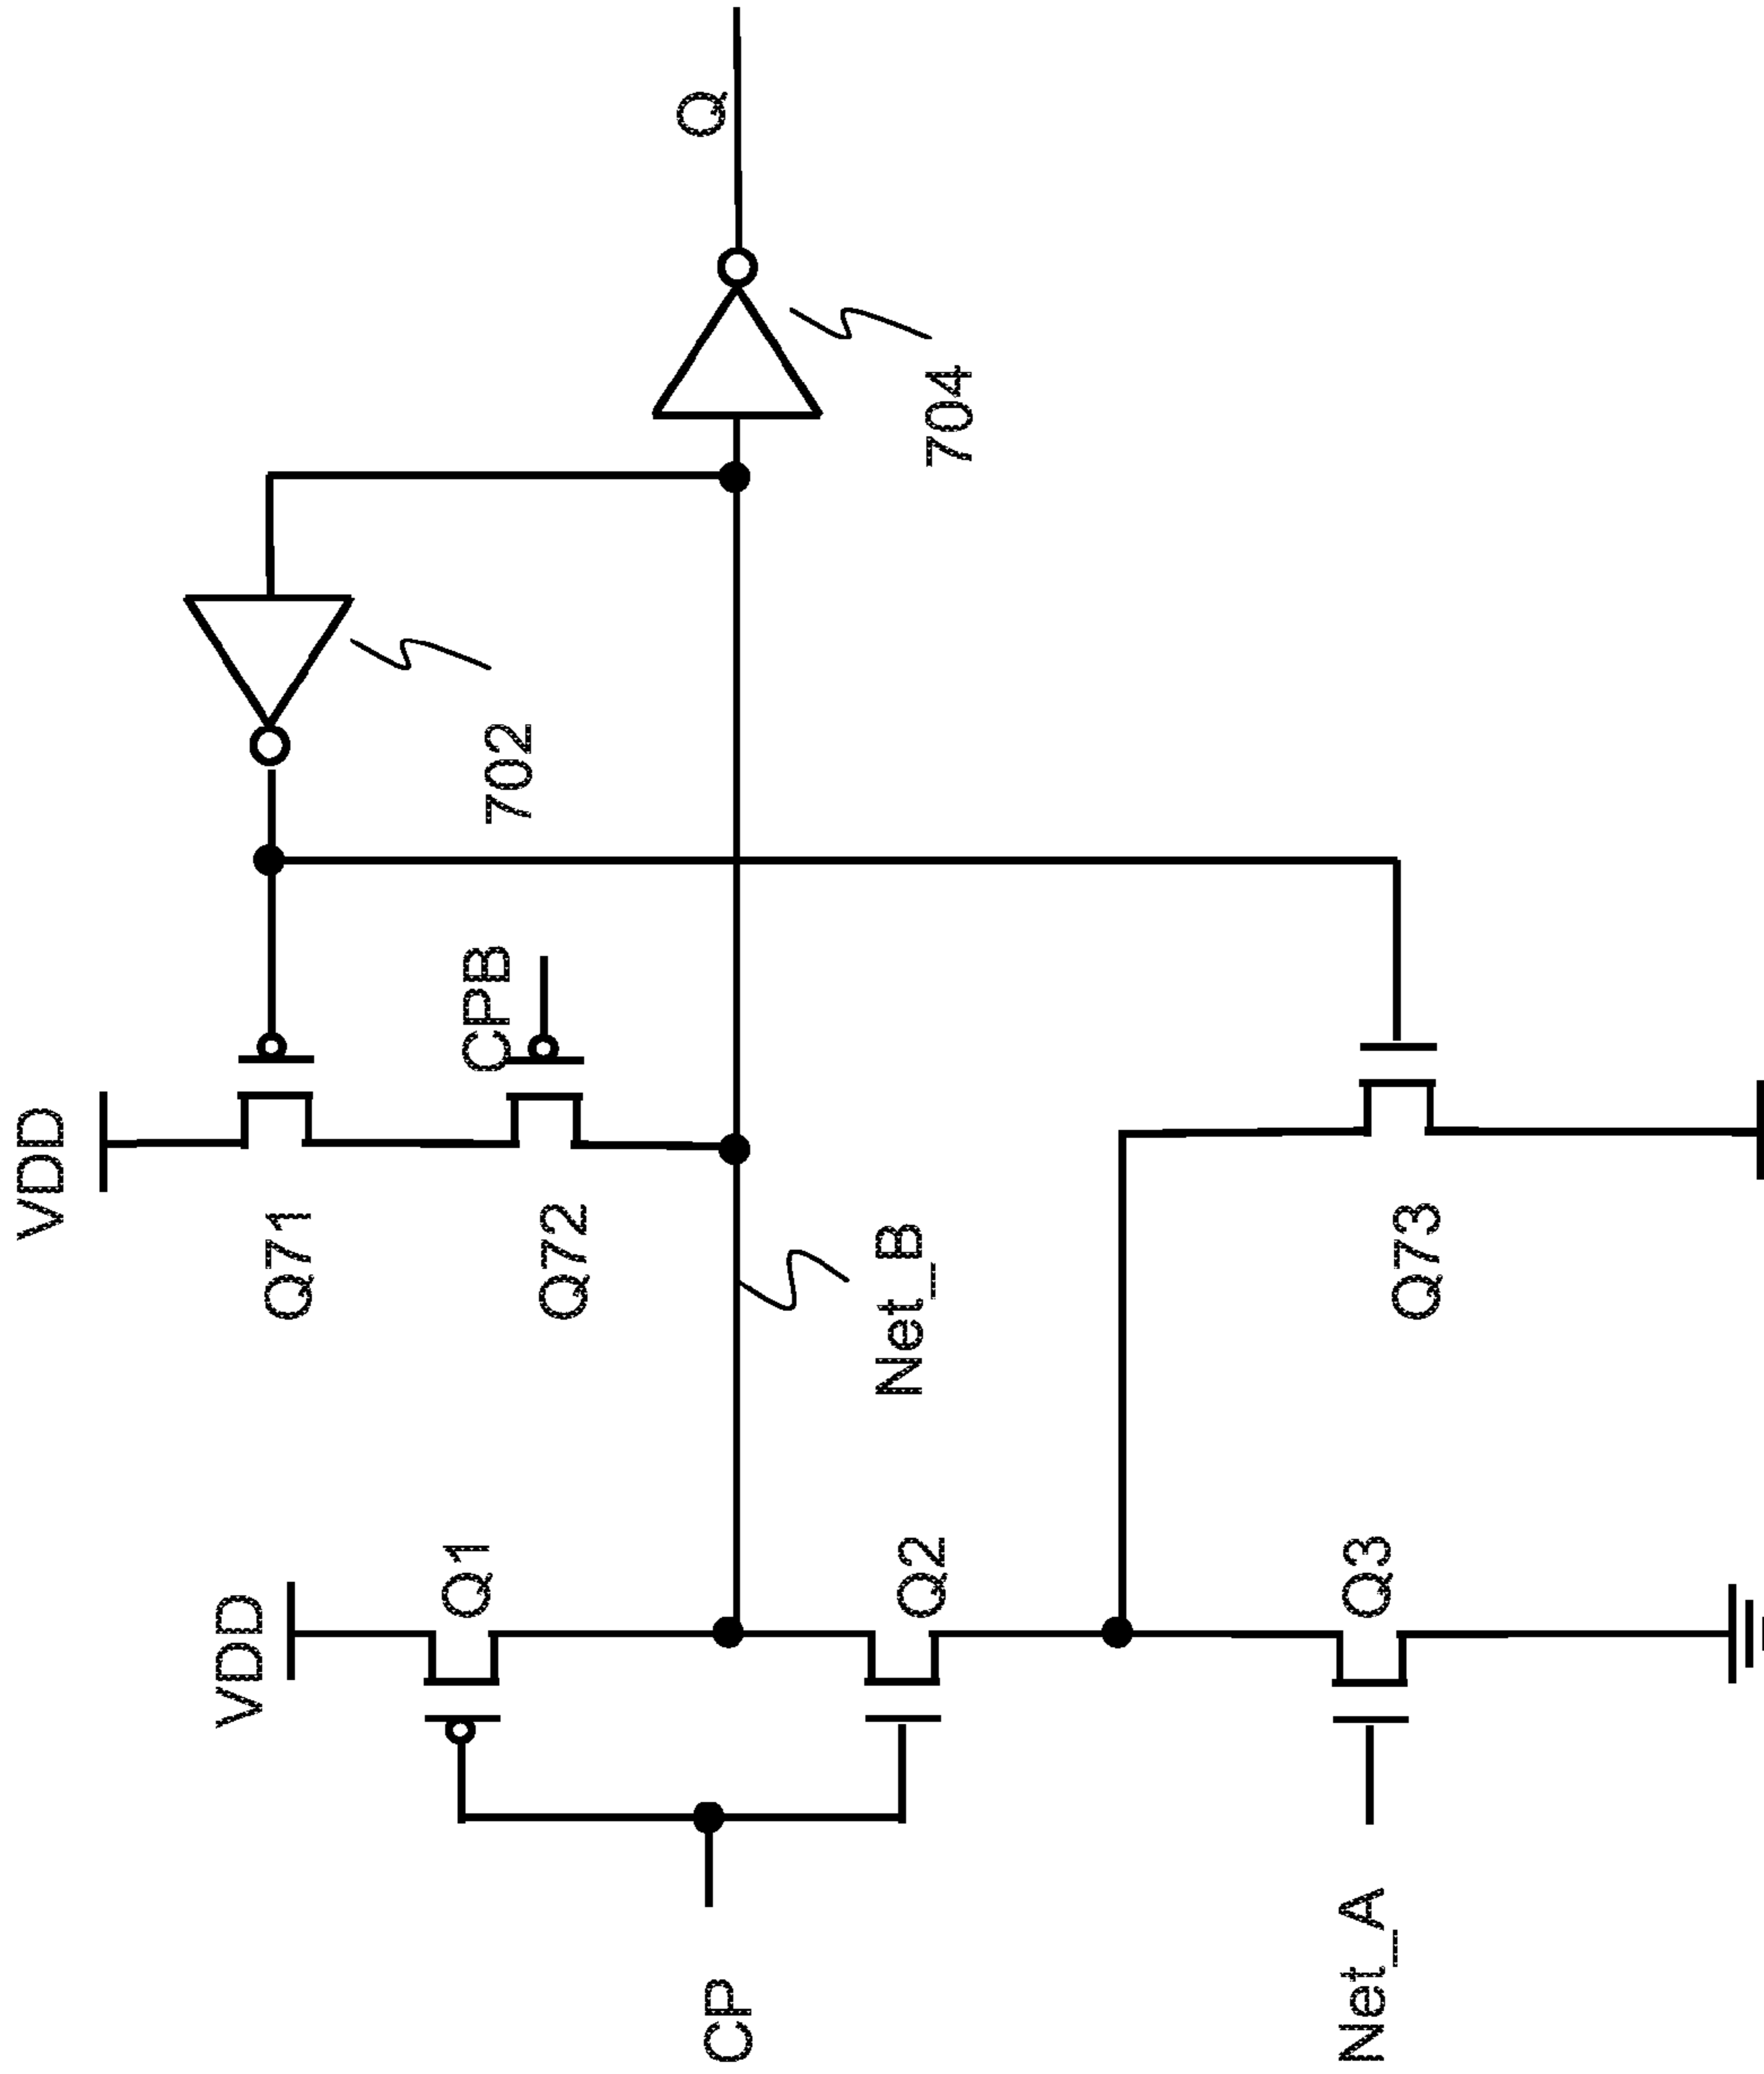 VDD
VDD
Q71
CPB
702
Q
Q1
Q72
CP
Net_B
704
Q2
Net_A
Q3
Q73